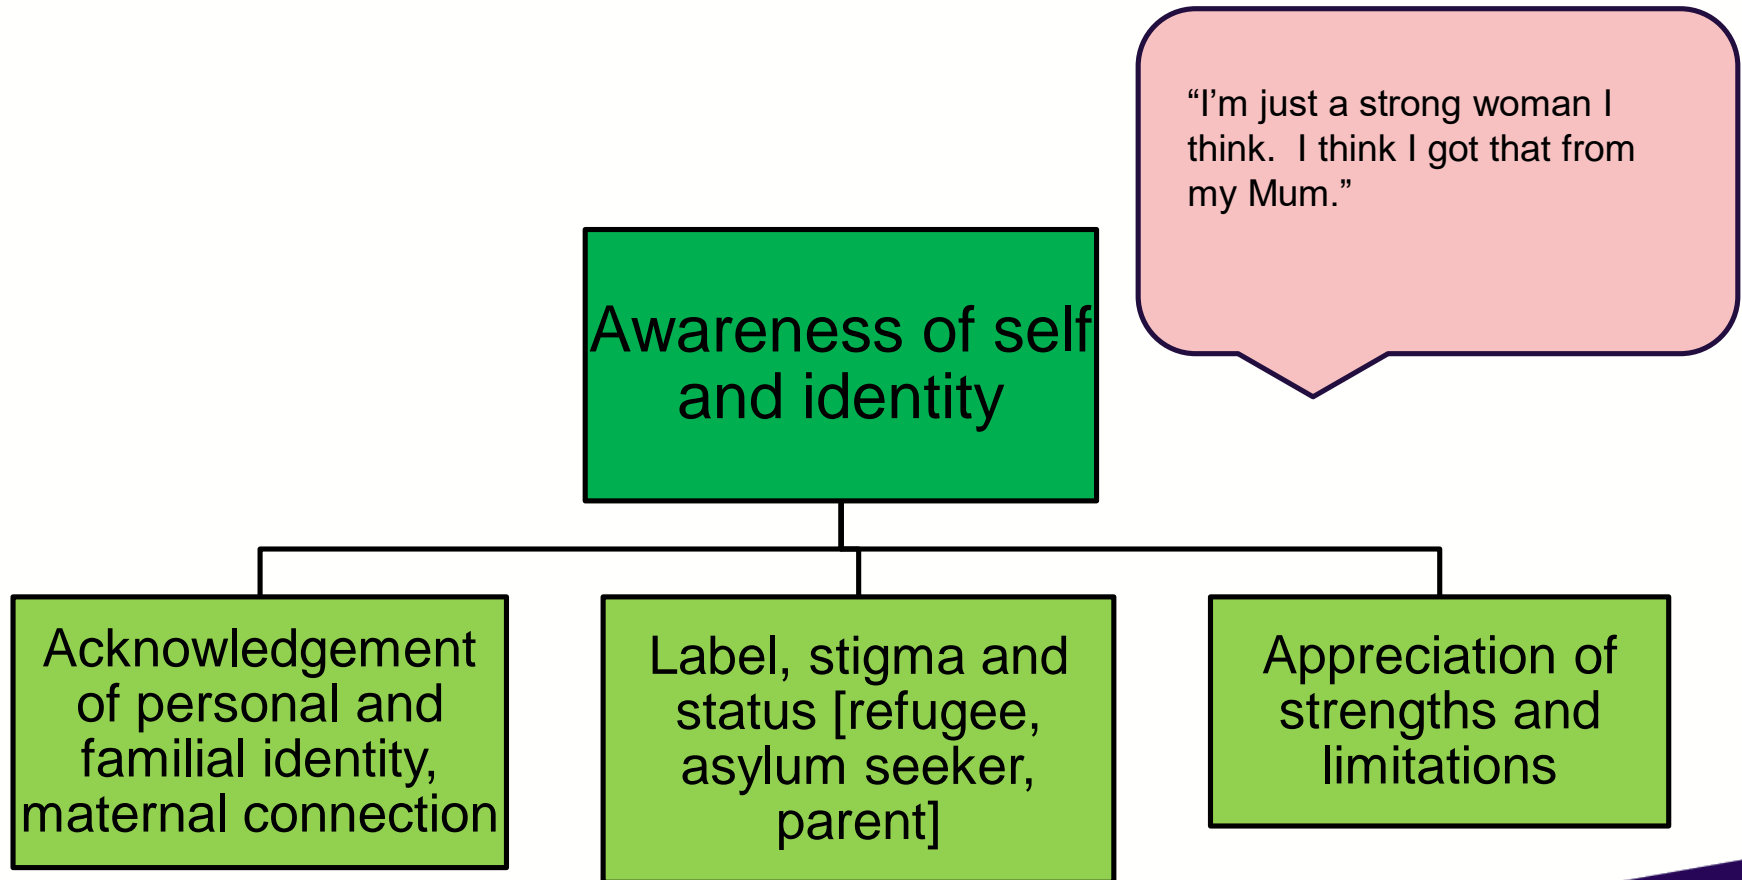 “I’m just a strong woman I
think.  I think I got that from
my Mum.”
Awareness of self
and identity
Acknowledgement
of personal and
familial identity,
maternal connection
Label, stigma and
status [refugee,
asylum seeker,
parent]
Appreciation of
strengths and
limitations